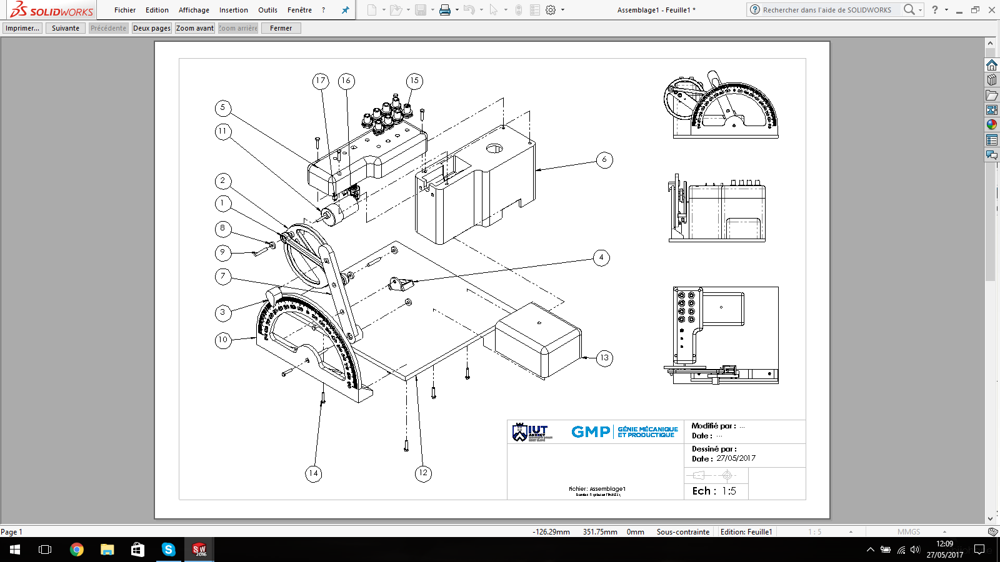 SOLIDWORKS
Fichier Edition Affichage Insertion Outils Fenêtre ?
Assemblage1 - Feuille1 *
Rechercher dans l'aide de SOLIDWORKS
?
Imprimer... Suivante Précédente Deux pages Zoom avant Zoom arrière Fermer
17 16 15
5
11
6
2
1
8
9
4
7
3
10
13
14
12
IUT
ANNECY
GMP GÉNIE MÉCANIQUE
ET PRODUCTIQUE
Modifié par : ...
Date : ...
Dessiné par :
Date : 27/05/2017
Fichier : Assemblage1
Ech : 1:5
Page 1
-126.29mm 351.75mm 0mm Sous-contrainte Edition: Feuille1 1 : 5 MMGS
SW
2016
12:09
27/05/2017